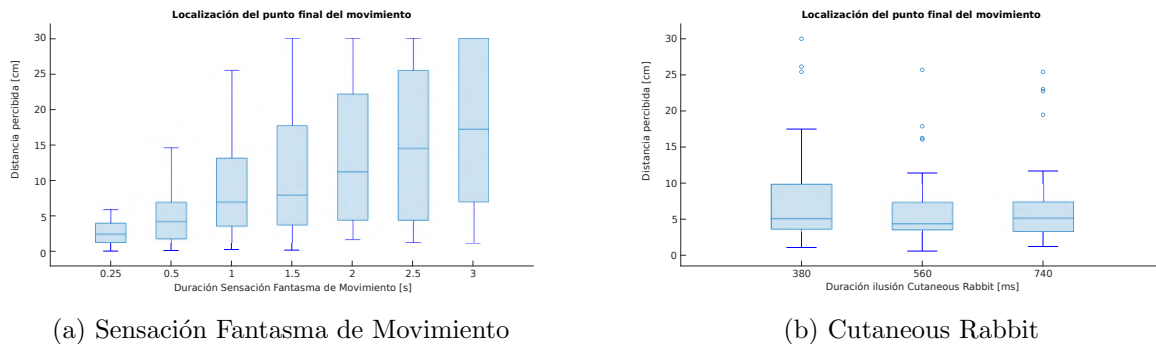 Localización del punto final del movimiento
Distancia percibida [cm]
30
25
20
15
10
5
0
0.25 0.5 1 1.5 2 2.5 3
Duración Sensación Fantasma de Movimiento [s]
(a) Sensación Fantasma de Movimiento
Localización del punto final del movimiento
Distancia percibida [cm]
30
25
20
15
10
5
0
380 560 740
Duración ilusión Cutaneous Rabbit [ms]
(b) Cutaneous Rabbit